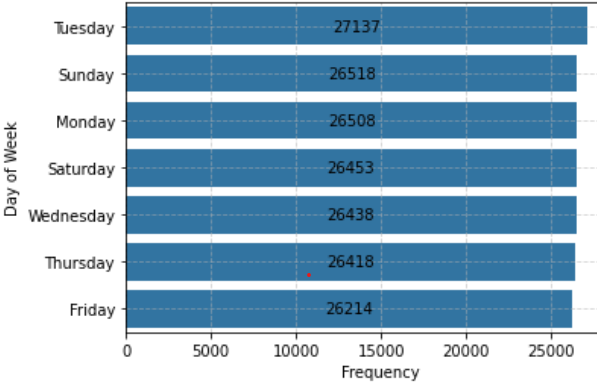 Day of Week
Tuesday 27137
Sunday 26518
Monday 26508
Saturday 26453
Wednesday 26438
Thursday 26418
Friday 26214
0 5000 10000 15000 20000 25000
Frequency